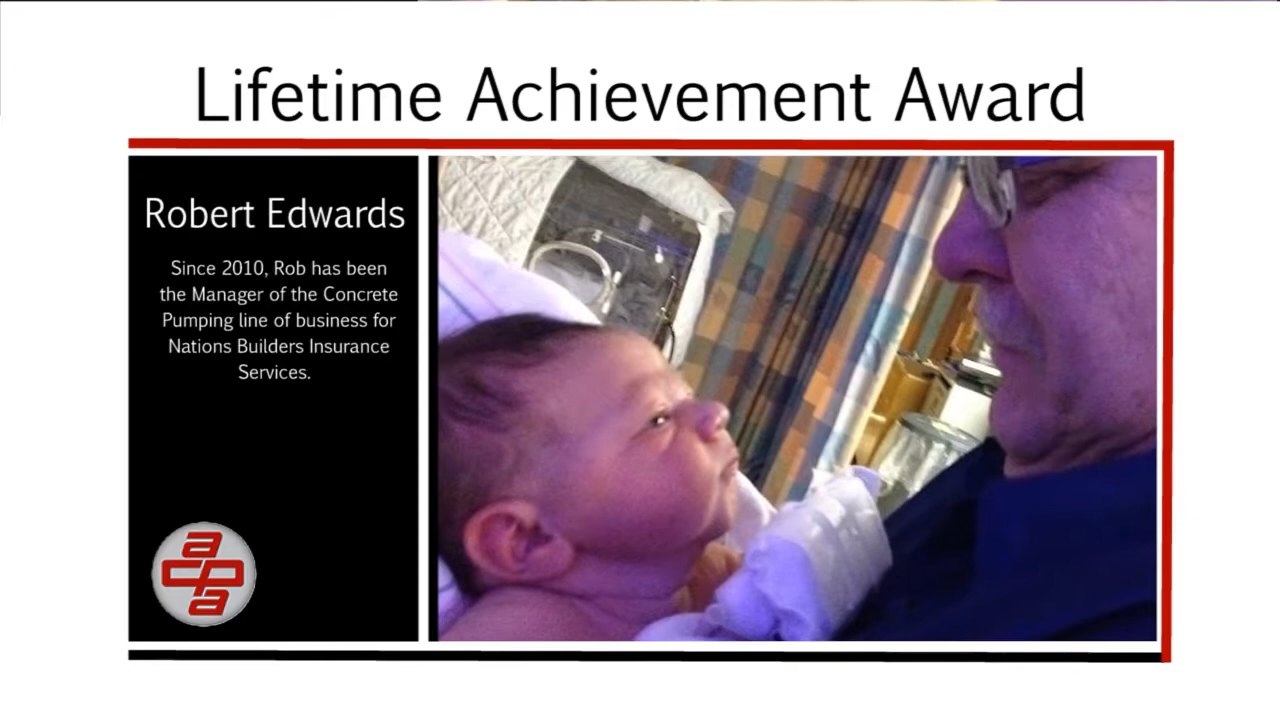 Lifetime Achievement Award
Robert Edwards
Since 2010, Rob has been
the Manager of the Concrete
Pumping line of business for
Nations Builders Insurance
Services.
a
cp
a